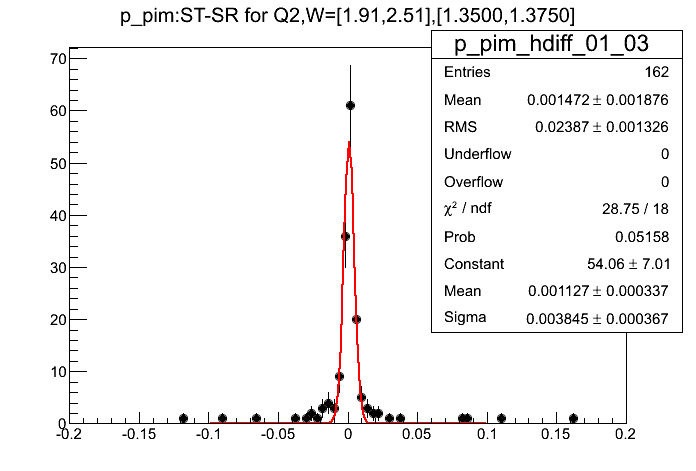 p_pim:ST-SR for Q2,W=[1.91,2.51],[1.3500,1.3750]
p_pim_hdiff_01_03
Entries 162
Mean 0.001472 ± 0.001876
RMS 0.02387 ± 0.001326
Underflow 0
Overflow 0
χ² / ndf 28.75 / 18
Prob 0.05158
Constant 54.06 ± 7.01
Mean 0.001127 ± 0.000337
Sigma 0.003845 ± 0.000367
70
60
50
40
30
20
10
0
-0.2 -0.15 -0.1 -0.05 0 0.05 0.1 0.15 0.2